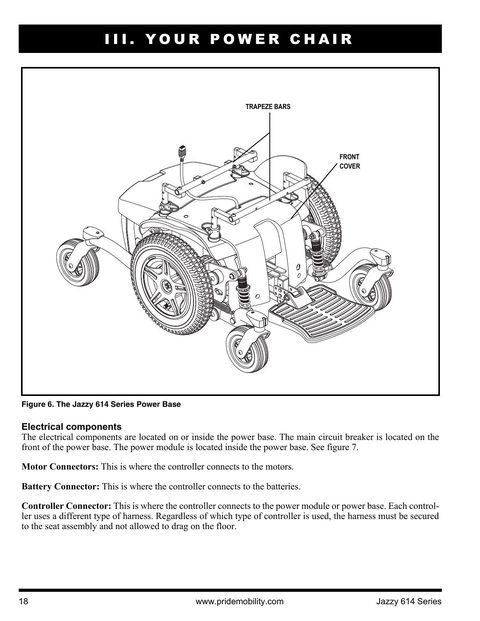 III. YOUR POWER CHAIR
TRAPEZE BARS
FRONT
COVER
Figure 6. The Jazzy 614 Series Power Base
Electrical components
The electrical components are located on or inside the power base. The main circuit breaker is located on the
front of the power base. The power module is located inside the power base. See figure 7.
Motor Connectors: This is where the controller connects to the motors.
Battery Connector: This is where the controller connects to the batteries.
Controller Connector: This is where the controller connects to the power module or power base. Each control-
ler uses a different type of harness. Regardless of which type of controller is used, the harness must be secured
to the seat assembly and not allowed to drag on the floor.
18 www.pridemobility.com Jazzy 614 Series